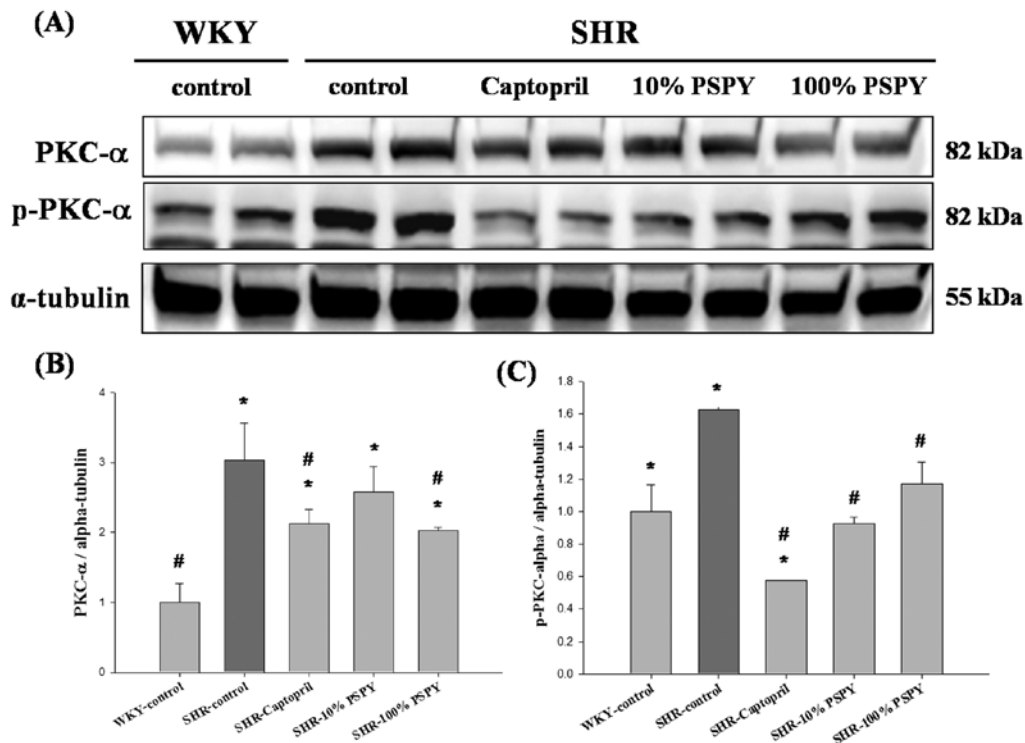 (A)
WKY SHR
control control Captopril 10% PSPY 100% PSPY
PKC-α 82 kDa
p-PKC-α 82 kDa
α-tubulin 55 kDa
(B)
PKC-α / alpha-tubulin
4
3
2
1
0
# * # * * # *
WKY-control SHR-control SHR-Captopril SHR-10% PSPY SHR-100% PSPY
(C)
p-PKC-alpha / alpha-tubulin
1.8
1.6
1.4
1.2
1.0
0.8
0.6
0.4
0.2
0.0
* * # * # #
WKY-control SHR-control SHR-Captopril SHR-10% PSPY SHR-100% PSPY